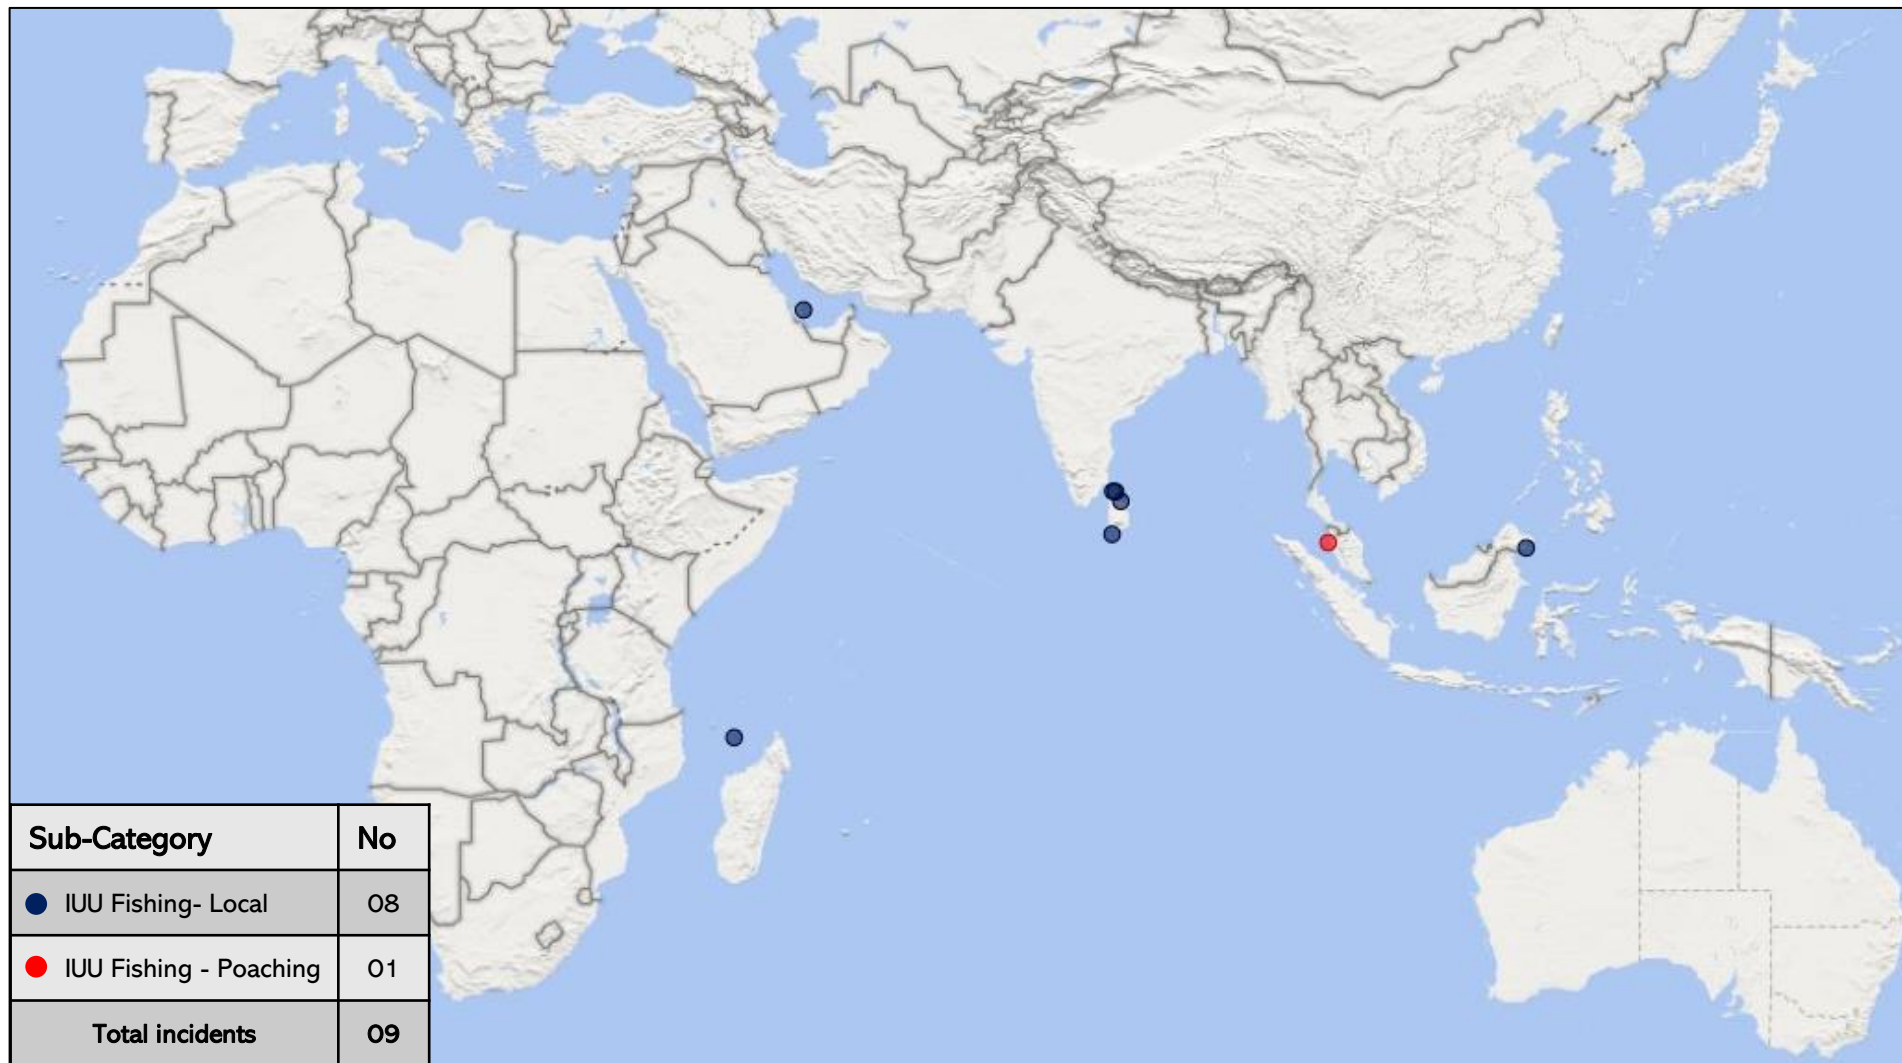 Sub-Category No
IUU Fishing- Local 08
IUU Fishing - Poaching 01
Total incidents 09